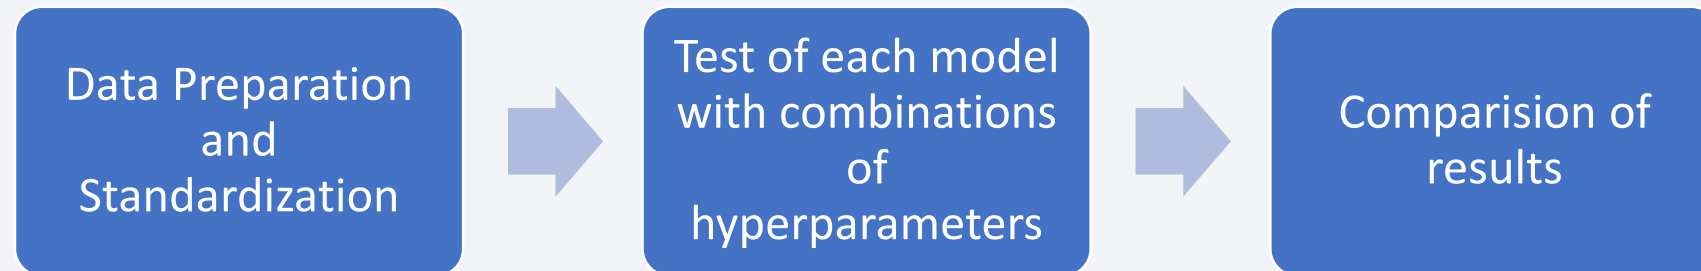 Data Preparation
and
Standardization
Test of each model
with combinations
of
hyperparameters
Comparision of
results